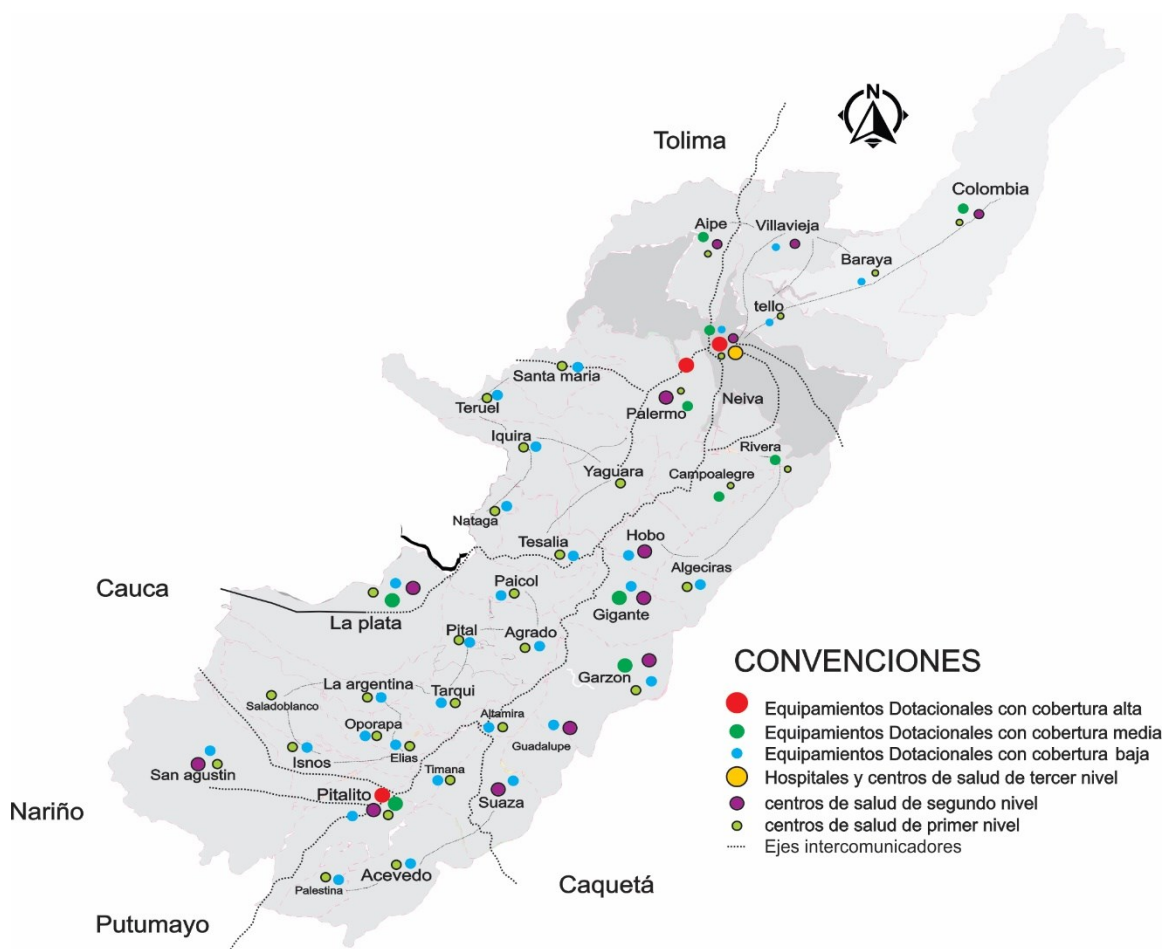 N
Tolima
Colombia
Aipe
Villavieja
Baraya
tello
Santa maria
Teruel
Palermo
Neiva
Iquira
Rivera
Yaguara
Campoalegre
Nataga
Tesalia
Hobo
Algeciras
Cauca
Paicol
La plata
Gigante
Pital
Agrado
Garzon
La argentina
Tarqui
Saladoblanco
Oporapa
Altamira
Guadalupe
Elias
Isnos
San agustin
Timana
Pitalito
Suaza
Nariño
Acevedo
Palestina
Caquetá
Putumayo
CONVENCIONES
Equipamientos Dotacionales con cobertura alta
Equipamientos Dotacionales con cobertura media
Equipamientos Dotacionales con cobertura baja
Hospitales y centros de salud de tercer nivel
centros de salud de segundo nivel
centros de salud de primer nivel
Ejes intercomunicadores